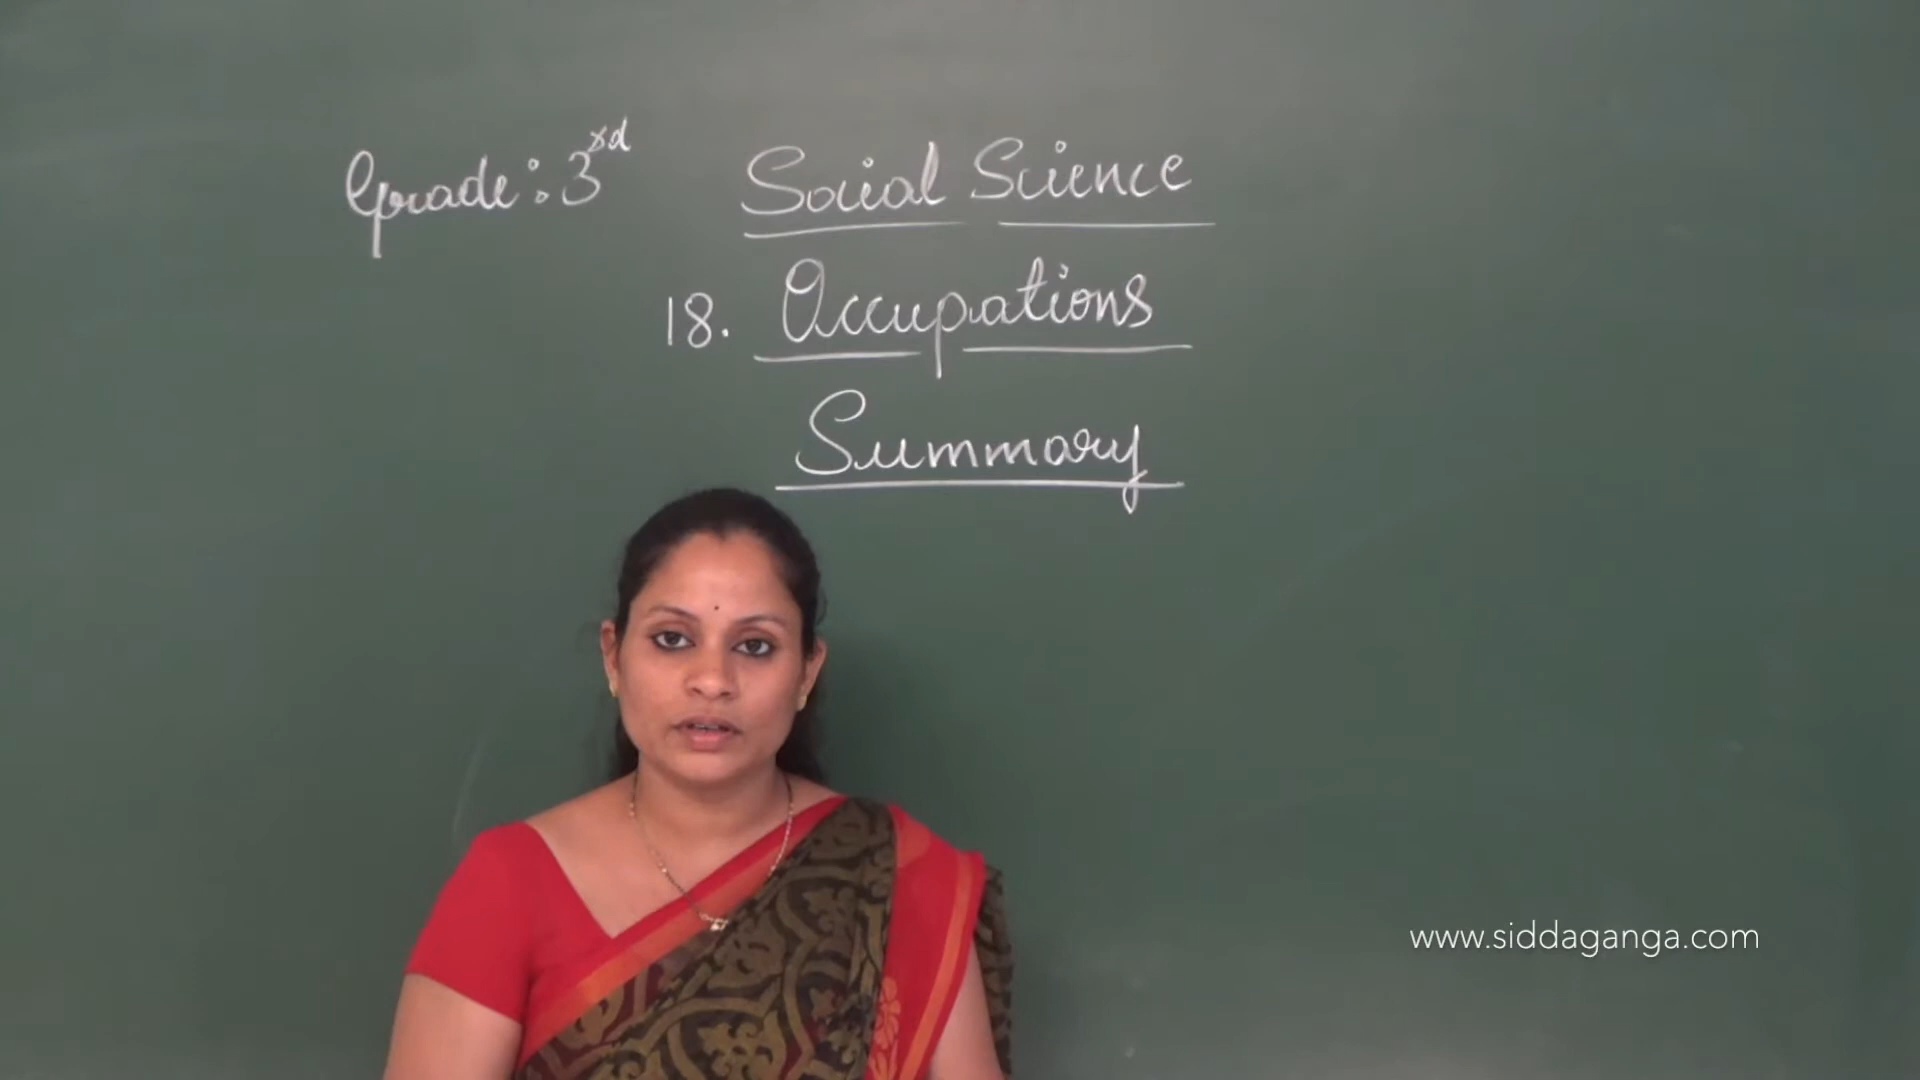 Grade: 3rd
Social Science
18. Occupations
Summary
www.siddaganga.com